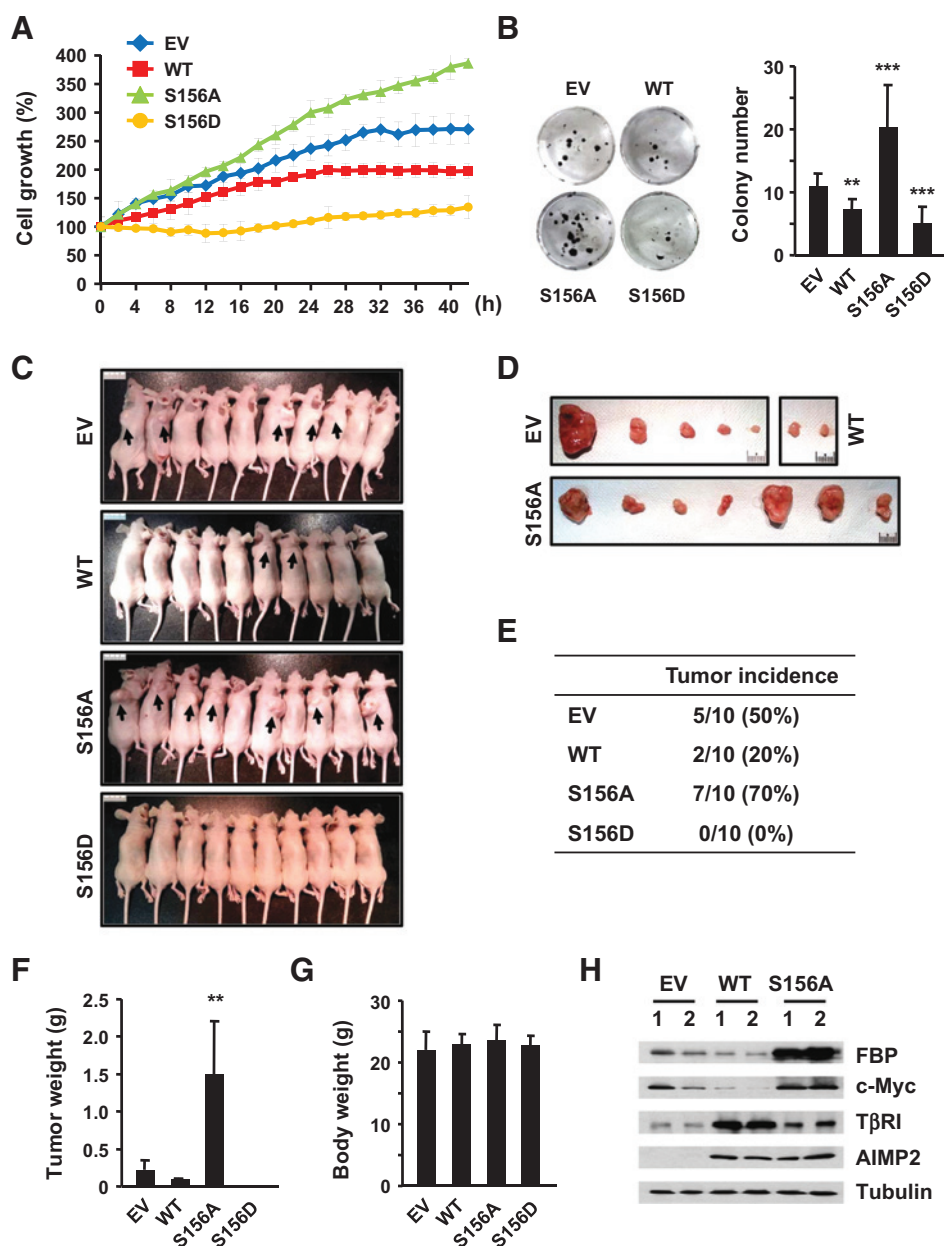 A
EV
WT
S156A
S156D
Cell growth (%)
400
350
300
250
200
150
100
50
0
0 4 8 12 16 20 24 28 32 36 40 (h)
B
EV WT
S156A S156D
Colony number
30
20
10
0
*** ** ***
EV WT S156A S156D
C
EV
WT
S156A
S156D
D
EV
WT
S156A
E
Tumor incidence
EV 5/10 (50%)
WT 2/10 (20%)
S156A 7/10 (70%)
S156D 0/10 (0%)
F
Tumor weight (g)
2.5
2.0
1.5
1.0
0.5
0
**
EV WT S156A S156D
G
Body weight (g)
30
20
10
0
EV WT S156A S156D
H
EV WT S156A
1 2 1 2 1 2
FBP
c-Myc
TβRI
AIMP2
Tubulin